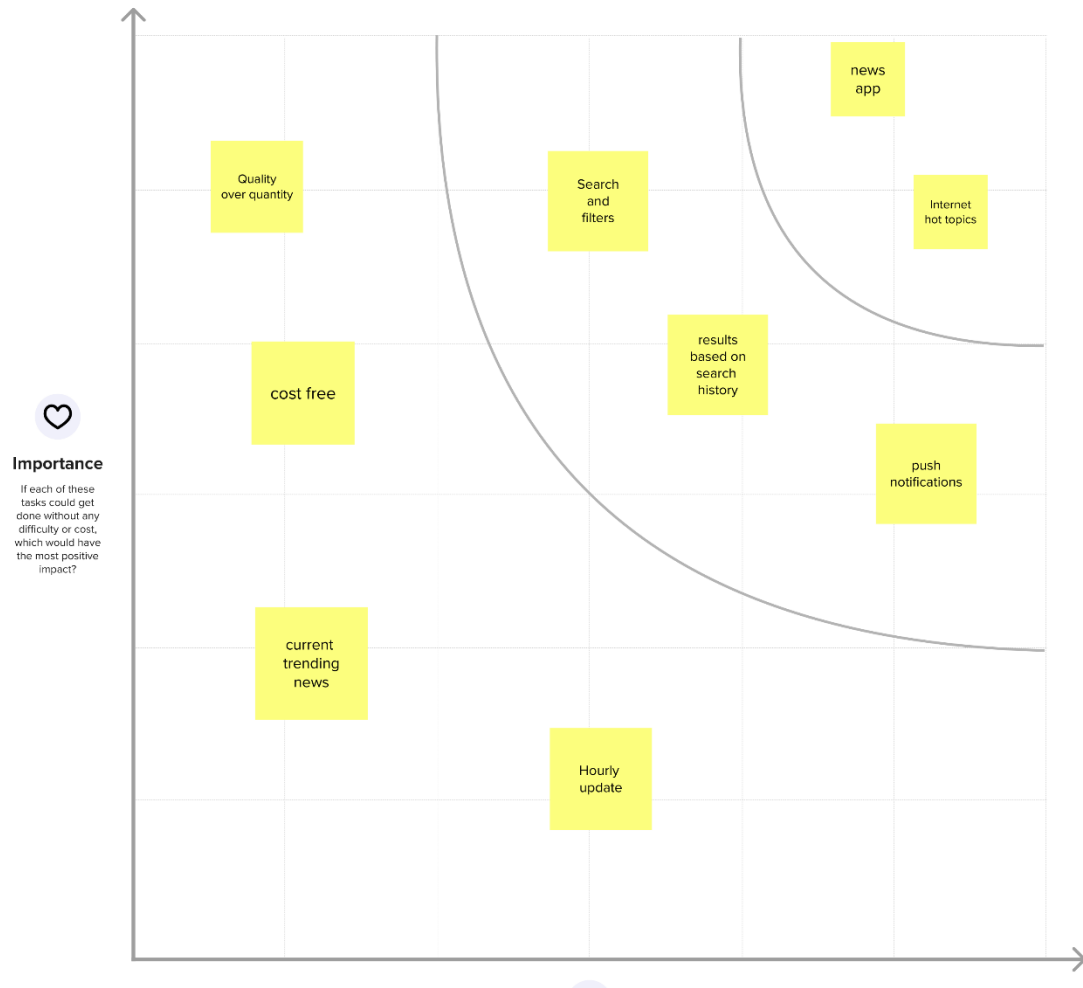 news
app
Quality
over quantity
Search
and
filters
Internet
hot topics
results
based on
search
history
cost free
push
notifications
Importance
If each of these
tasks could get
done without any
difficulty or cost,
which would have
the most positive
impact?
current
trending
news
Hourly
update